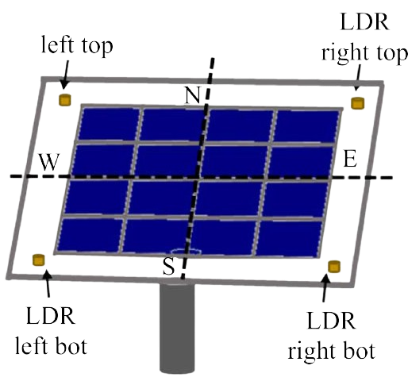 left top
LDR
right top
N
W
E
S
LDR
left bot
LDR
right bot